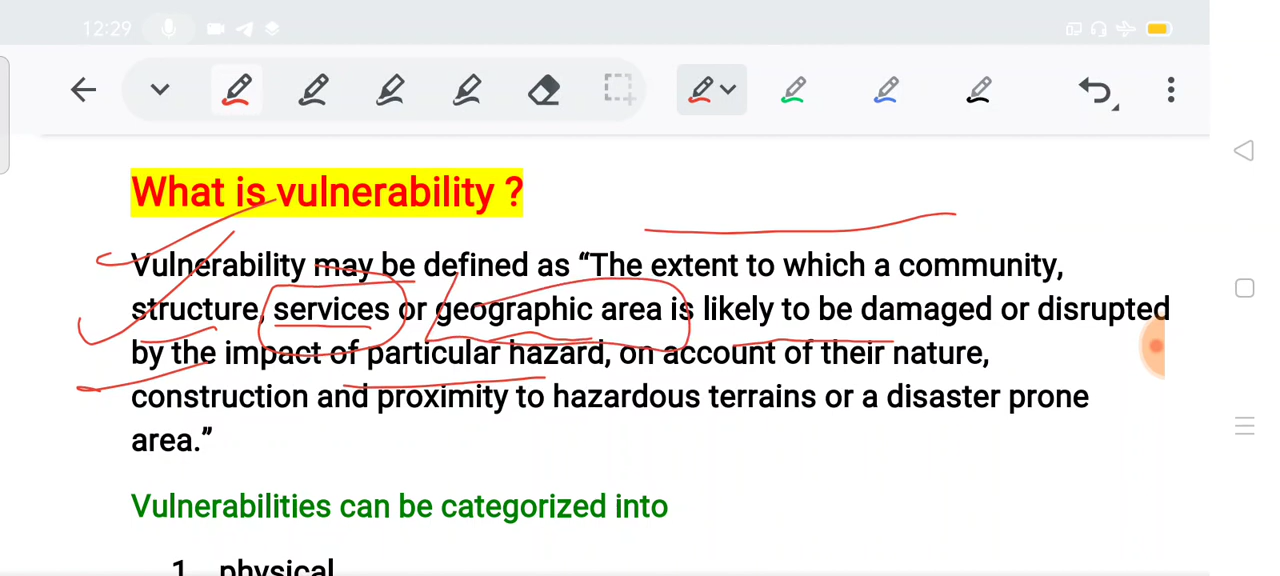 12:29
What is vulnerability ?
Vulnerability may be defined as “The extent to which a community,
structure, services or geographic area is likely to be damaged or disrupted
by the impact of particular hazard, on account of their nature,
construction and proximity to hazardous terrains or a disaster prone
area.”
Vulnerabilities can be categorized into
1. physical